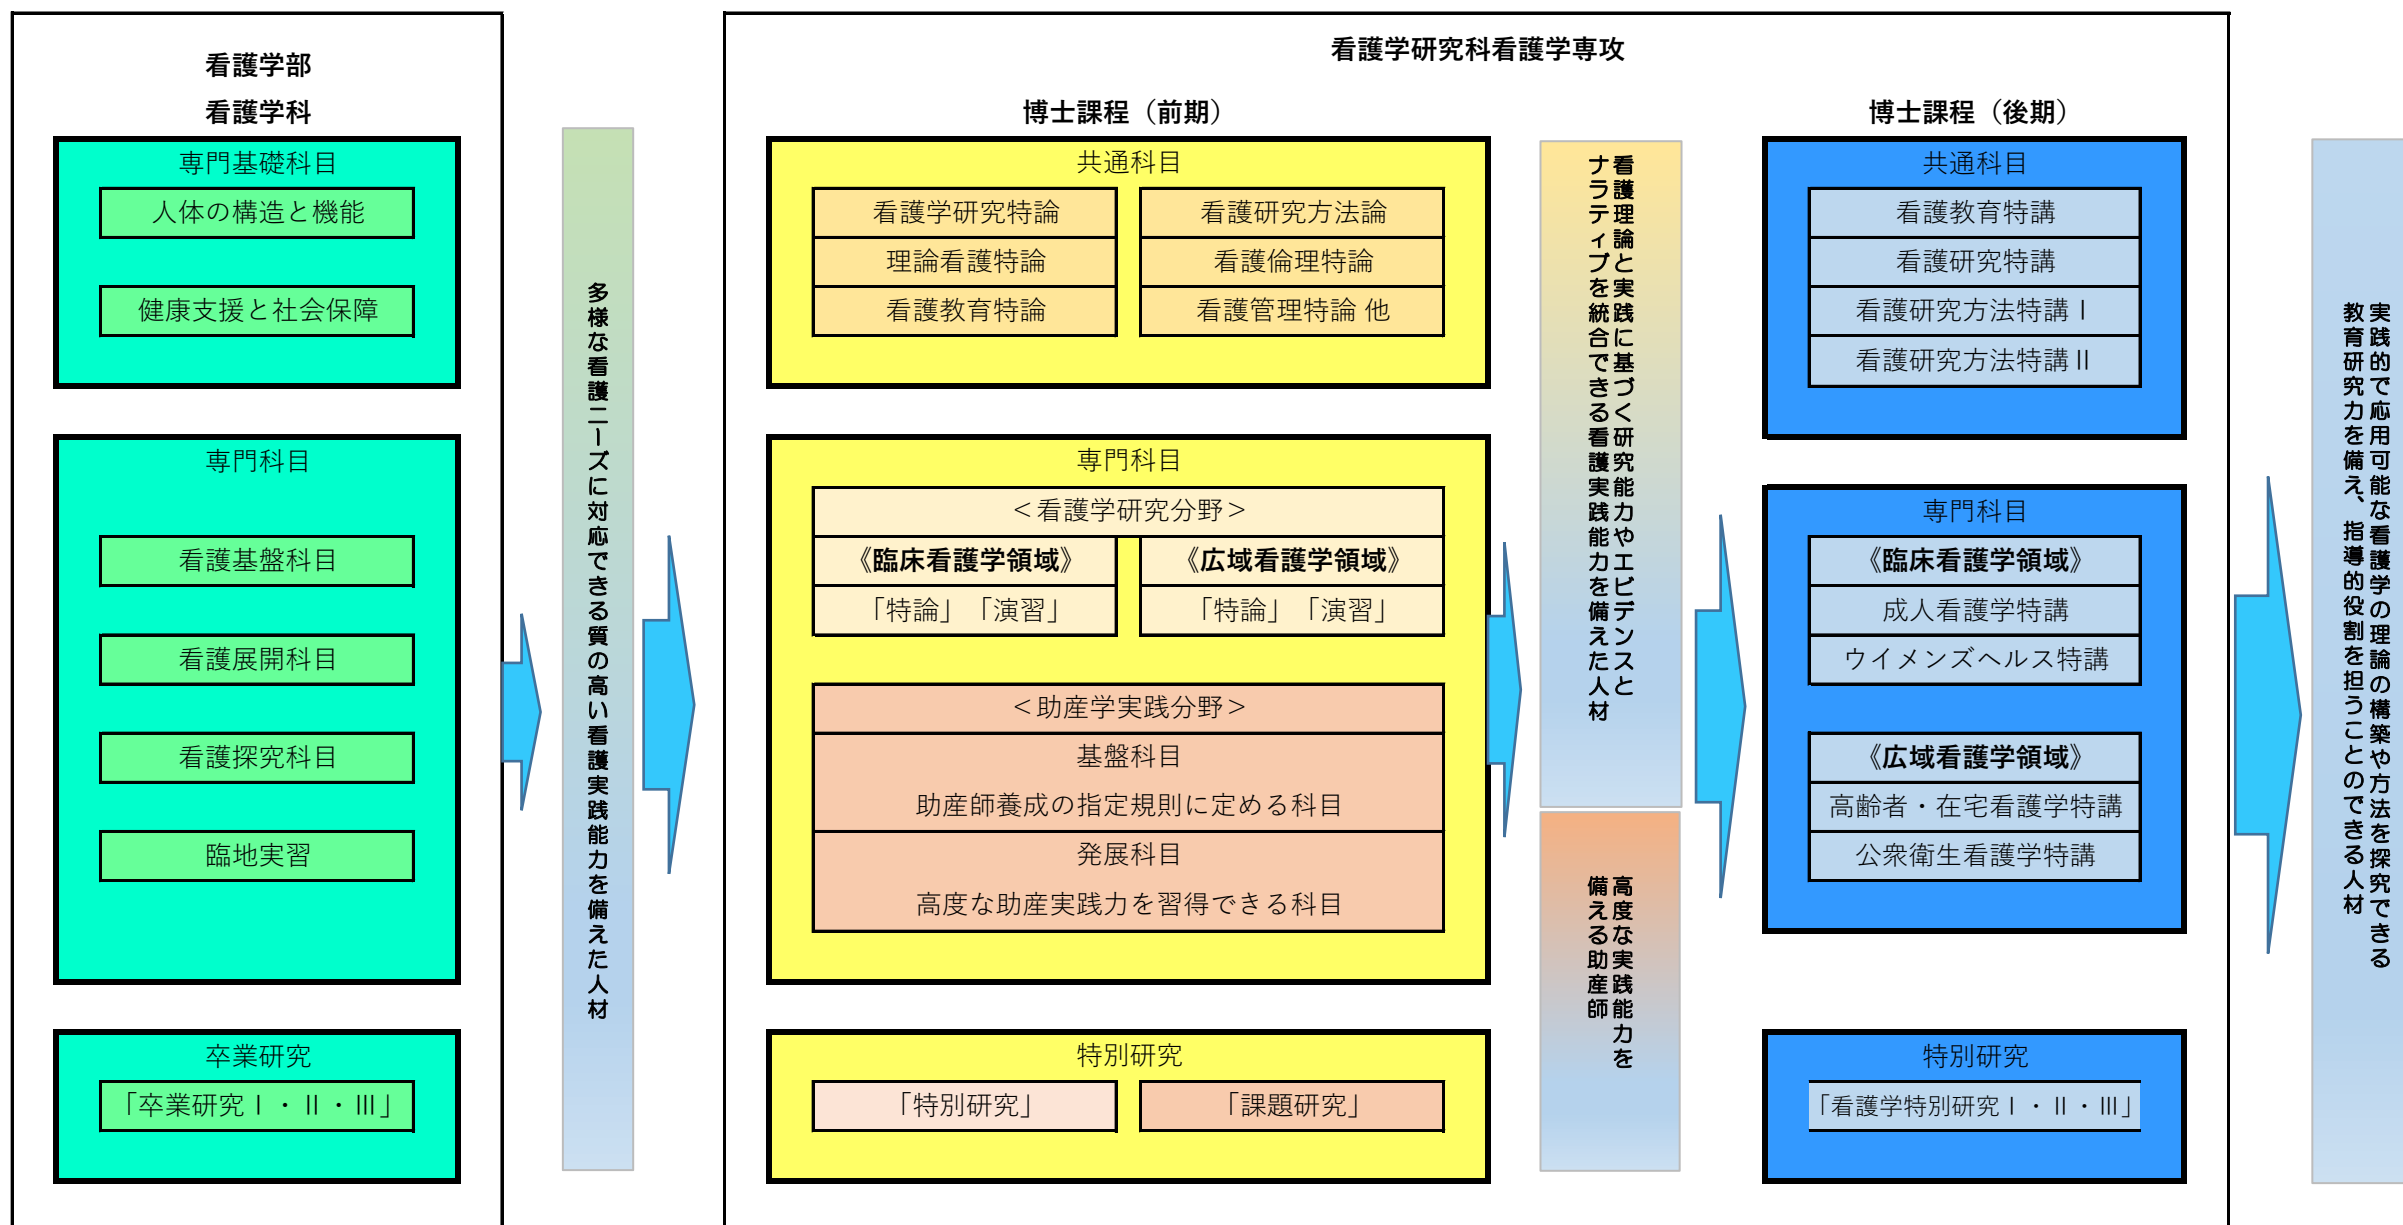 看護学部
看護学科
専門基礎科目
人体の構造と機能
健康支援と社会保障
専門科目
看護基盤科目
看護展開科目
看護探究科目
臨地実習
卒業研究
「卒業研究Ⅰ・Ⅱ・Ⅲ」
多様な看護ニーズに対応できる質の高い看護実践能力を備えた人材
看護学研究科看護学専攻
博士課程（前期）
共通科目
看護学研究特論
看護研究方法論
理論看護特論
看護倫理特論
看護教育特論
看護管理特論 他
専門科目
＜看護学研究分野＞
《臨床看護学領域》
《広域看護学領域》
「特論」「演習」
「特論」「演習」
＜助産学実践分野＞
基盤科目
助産師養成の指定規則に定める科目
発展科目
高度な助産実践力を習得できる科目
特別研究
「特別研究」
「課題研究」
看護理論と実践に基づく研究能力やエビデンスと
ナラティブを統合できる看護実践能力を備えた人材
高度な実践能力を
備える助産師
博士課程（後期）
共通科目
看護教育特講
看護研究特講
看護研究方法特講Ⅰ
看護研究方法特講Ⅱ
専門科目
《臨床看護学領域》
成人看護学特講
ウイメンズヘルス特講
《広域看護学領域》
高齢者・在宅看護学特講
公衆衛生看護学特講
特別研究
「看護学特別研究Ⅰ・Ⅱ・Ⅲ」
実践的で応用可能な看護学の理論の構築や方法を探究できる
教育研究力を備え、指導的役割を担うことのできる人材